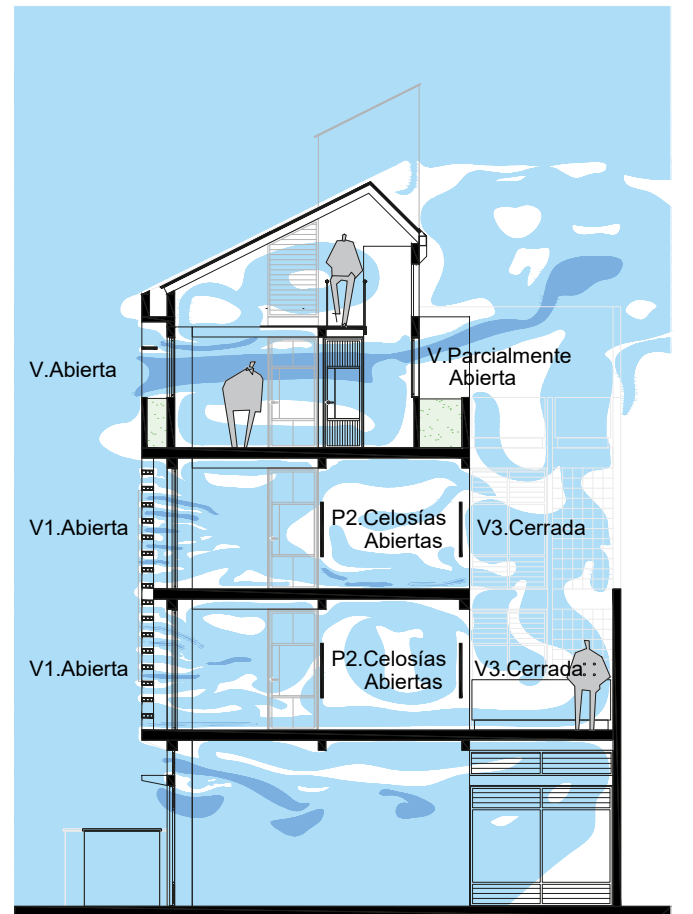 V.Abierta
V.Parcialmente
Abierta
V1.Abierta
P2.Celosías
Abiertas
V3.Cerrada
V1.Abierta
P2.Celosías
Abiertas
V3.Cerrada